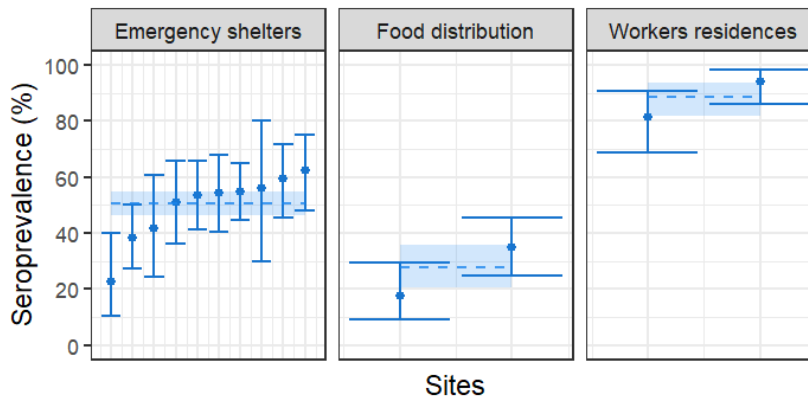 Emergency shelters
Food distribution
Workers residences
Seroprevalence (%)
100
80
60
40
20
0
Sites